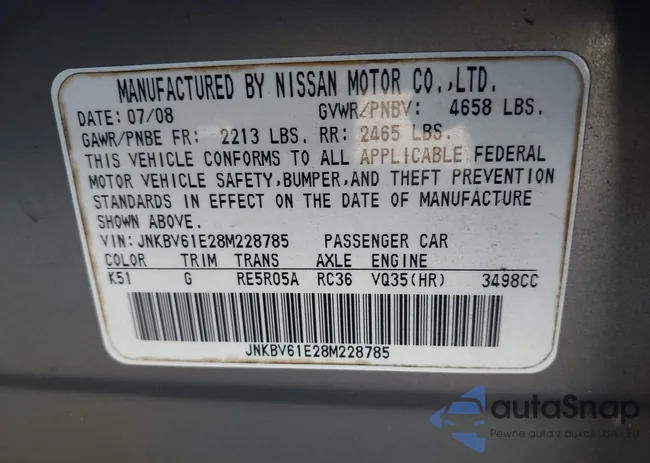 MANUFACTURED BY NISSAN MOTOR CO.,LTD.
DATE: 07/08 GVWR/PNBV: 4658 LBS.
GAWR/PNBE FR: 2213 LBS. RR: 2465 LBS.
THIS VEHICLE CONFORMS TO ALL APPLICABLE FEDERAL
MOTOR VEHICLE SAFETY,BUMPER,AND THEFT PREVENTION
STANDARDS IN EFFECT ON THE DATE OF MANUFACTURE
SHOWN ABOVE.
VIN: JNKBV61E28M228785 PASSENGER CAR
COLOR TRIM TRANS AXLE ENGINE
K51 G RE5R05A RC36 VQ35(HR) 3498CC
JNKBV61E28M228785
autaSnap
Pewne auta z